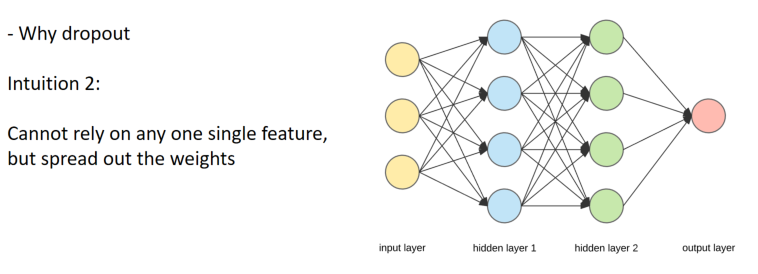 - Why dropout
Intuition 2:
Cannot rely on any one single feature,
but spread out the weights
input layer
hidden layer 1
hidden layer 2
output layer